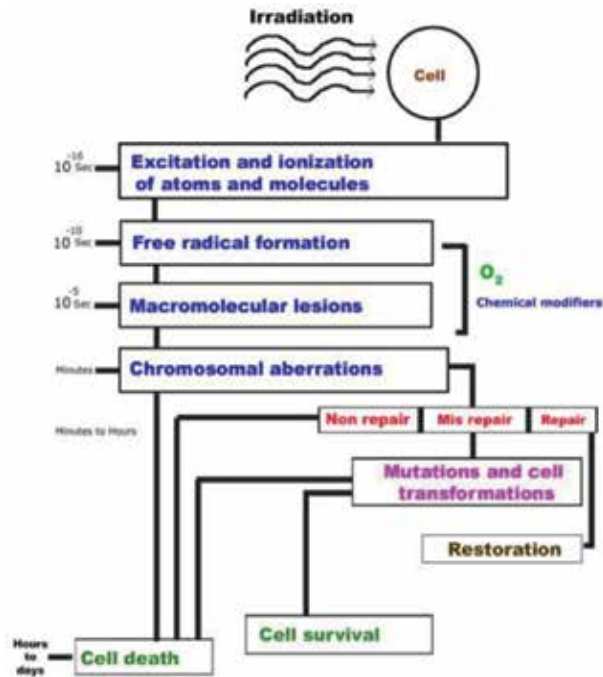 Irradiation
Cell
10^-16 Sec
Excitation and ionization
of atoms and molecules
10^-10 Sec
Free radical formation
O₂
Chemical modifiers
10^-5 Sec
Macromolecular lesions
Minutes
Chromosomal aberrations
Non repair
Mis repair
Repair
Minutes to Hours
Mutations and cell
transformations
Restoration
Cell survival
Hours
to
days
Cell death